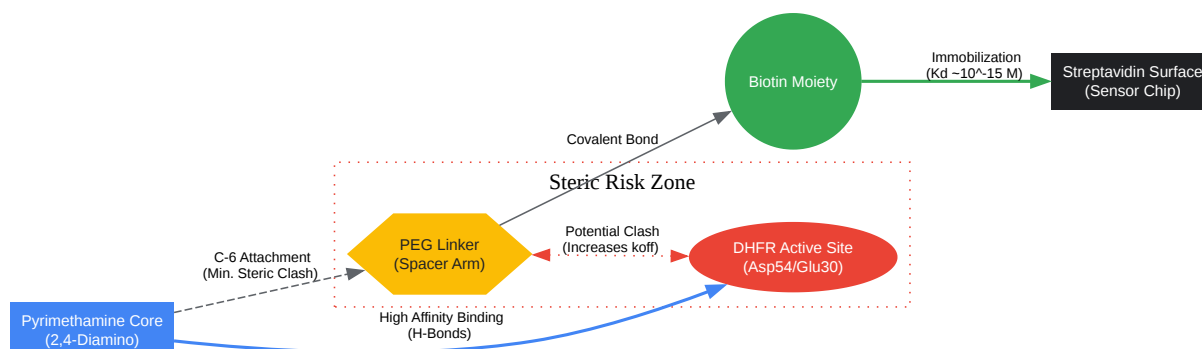 Biotin Moiety
Immobilization
(Kd ~10^-15 M)
Streptavidin Surface
(Sensor Chip)
Covalent Bond
Steric Risk Zone
PEG Linker
(Spacer Arm)
Potential Clash
(Increases koff)
DHFR Active Site
(Asp54/Glu30)
C-6 Attachment
(Min. Steric Clash)
Pyrimethamine Core
(2,4-Diamino)
High Affinity Binding
(H-Bonds)